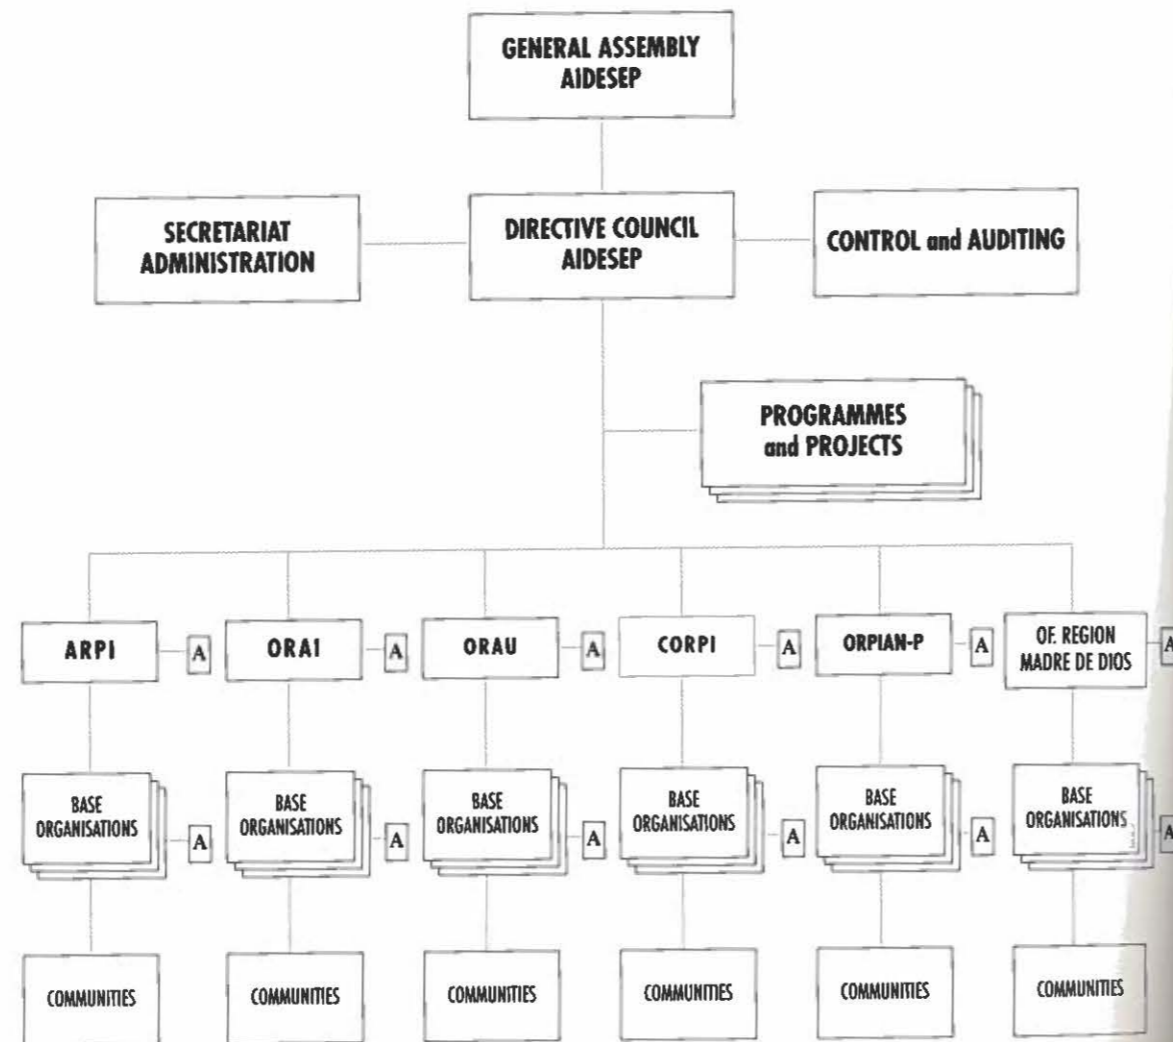 GENERAL ASSEMBLY
AIDESEP
SECRETARIAT
ADMINISTRATION
DIRECTIVE COUNCIL
AIDESEP
CONTROL and AUDITING
PROGRAMMES
and PROJECTS
ARPI
A
ORAI
A
ORAU
A
CORPI
A
ORPIAN-P
A
OF. REGION
MADRE DE DIOS
A
BASE
ORGANISATIONS
A
BASE
ORGANISATIONS
A
BASE
ORGANISATIONS
A
BASE
ORGANISATIONS
A
BASE
ORGANISATIONS
A
BASE
ORGANISATIONS
A
COMMUNITIES
COMMUNITIES
COMMUNITIES
COMMUNITIES
COMMUNITIES
COMMUNITIES